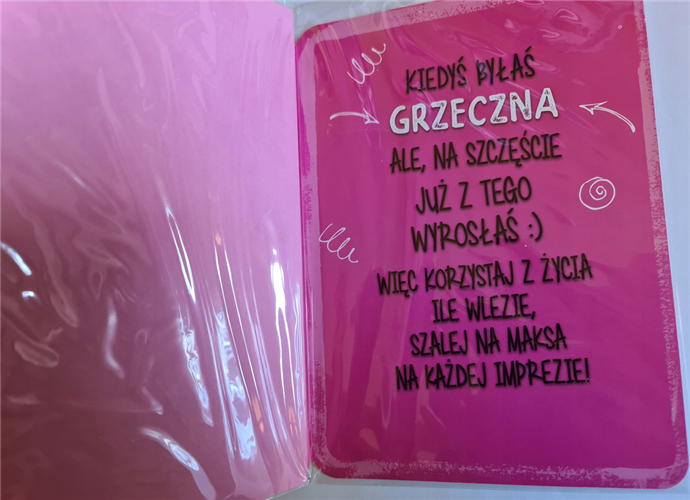 KIEDYŚ BYŁAŚ
GRZECZNA
ALE, NA SZCZĘŚCIE
JUŻ Z TEGO
WYROSŁAŚ :)
WIĘC KORZYSTAJ Z ŻYCIA
ILE WLEZIE,
SZALEJ NA MAKSA
NA KAŻDEJ IMPREZIE!